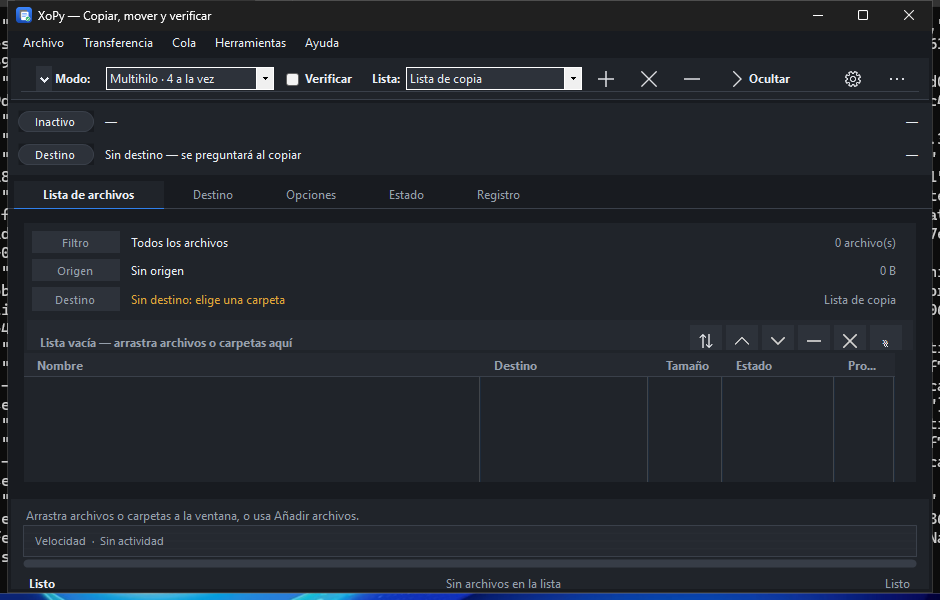 XoPy — Copiar, mover y verificar
Archivo Transferencia Cola Herramientas Ayuda
Modo: Multihilo · 4 a la vez Verificar Lista: Lista de copia Ocultar
Inactivo — —
Destino Sin destino — se preguntará al copiar —
Lista de archivos Destino Opciones Estado Registro
Filtro Todos los archivos 0 archivo(s)
Origen Sin origen 0 B
Destino Sin destino: elige una carpeta Lista de copia
Lista vacía — arrastra archivos o carpetas aquí
Nombre Destino Tamaño Estado Pro...
Arrastra archivos o carpetas a la ventana, o usa Añadir archivos.
Velocidad · Sin actividad
Listo Sin archivos en la lista Listo